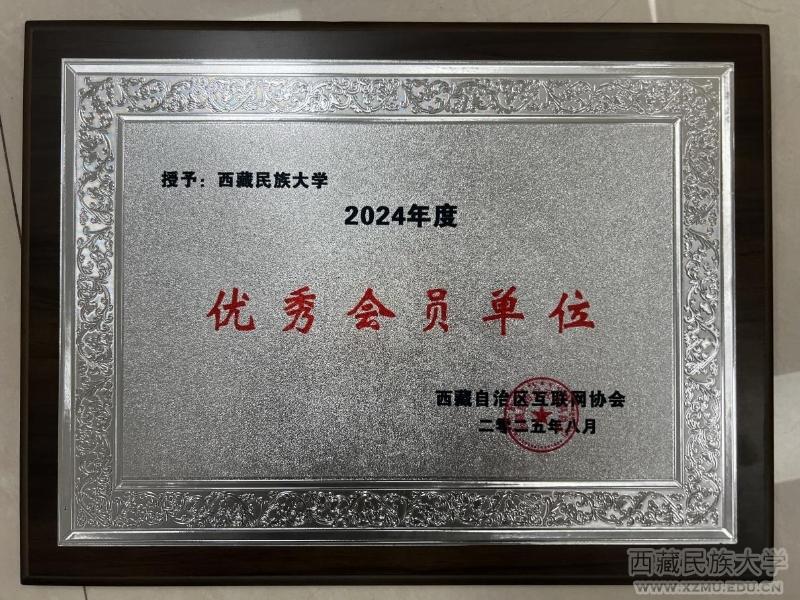 授予：西藏民族大学
2024年度
优秀会员单位
西藏自治区互联网协会
二零二五年八月
西藏民族大学
WWW.XZMU.EDU.CN